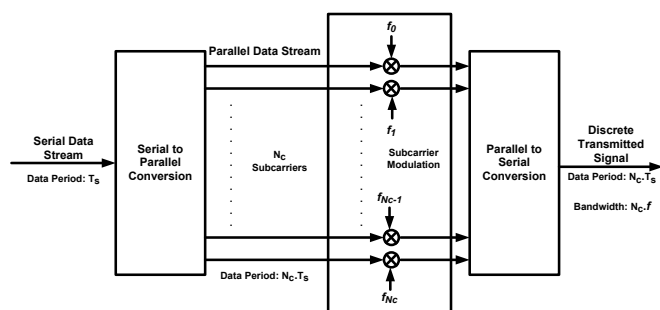 Serial Data
Stream
Data Period: Ts
Serial to
Parallel
Conversion
Parallel Data Stream
NC
Subcarriers
Data Period: NC.Ts
f0
f1
Subcarrier
Modulation
fNc-1
fNc
Parallel to
Serial
Conversion
Discrete
Transmitted
Signal
Data Period: NC.Ts
Bandwidth: NC.f